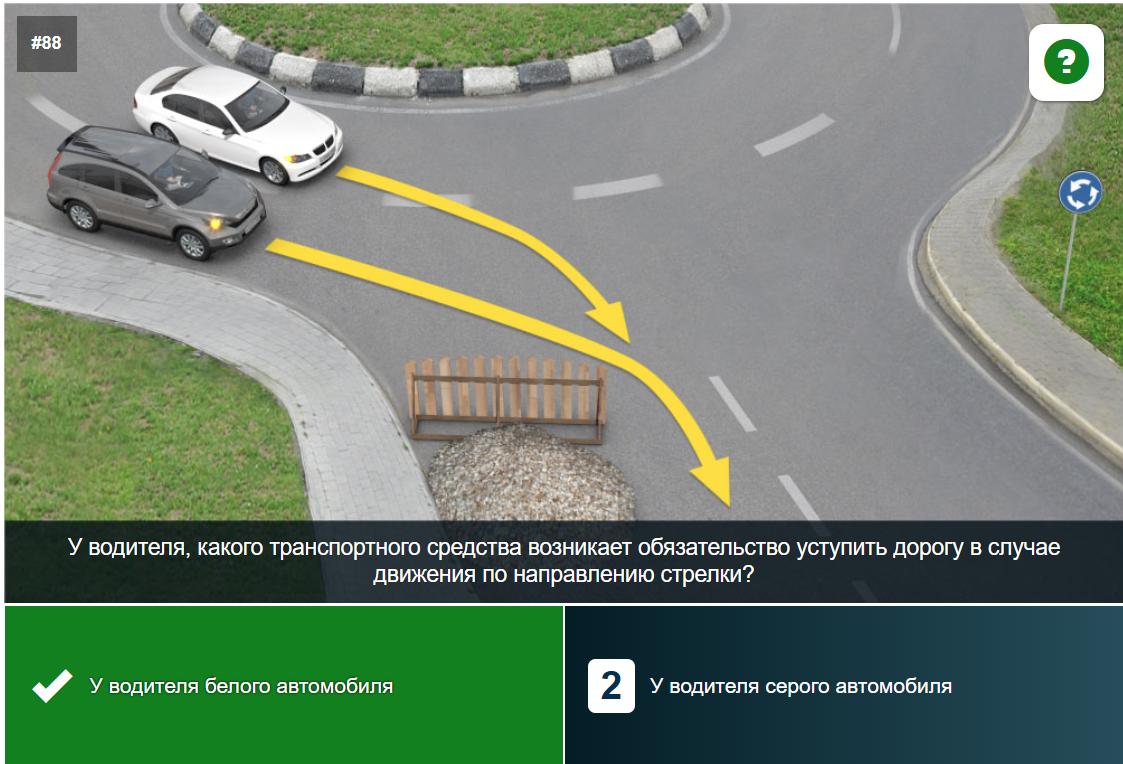 #88
?
У водителя, какого транспортного средства возникает обязательство уступить дорогу в случае
движения по направлению стрелки?
У водителя белого автомобиля
2 У водителя серого автомобиля